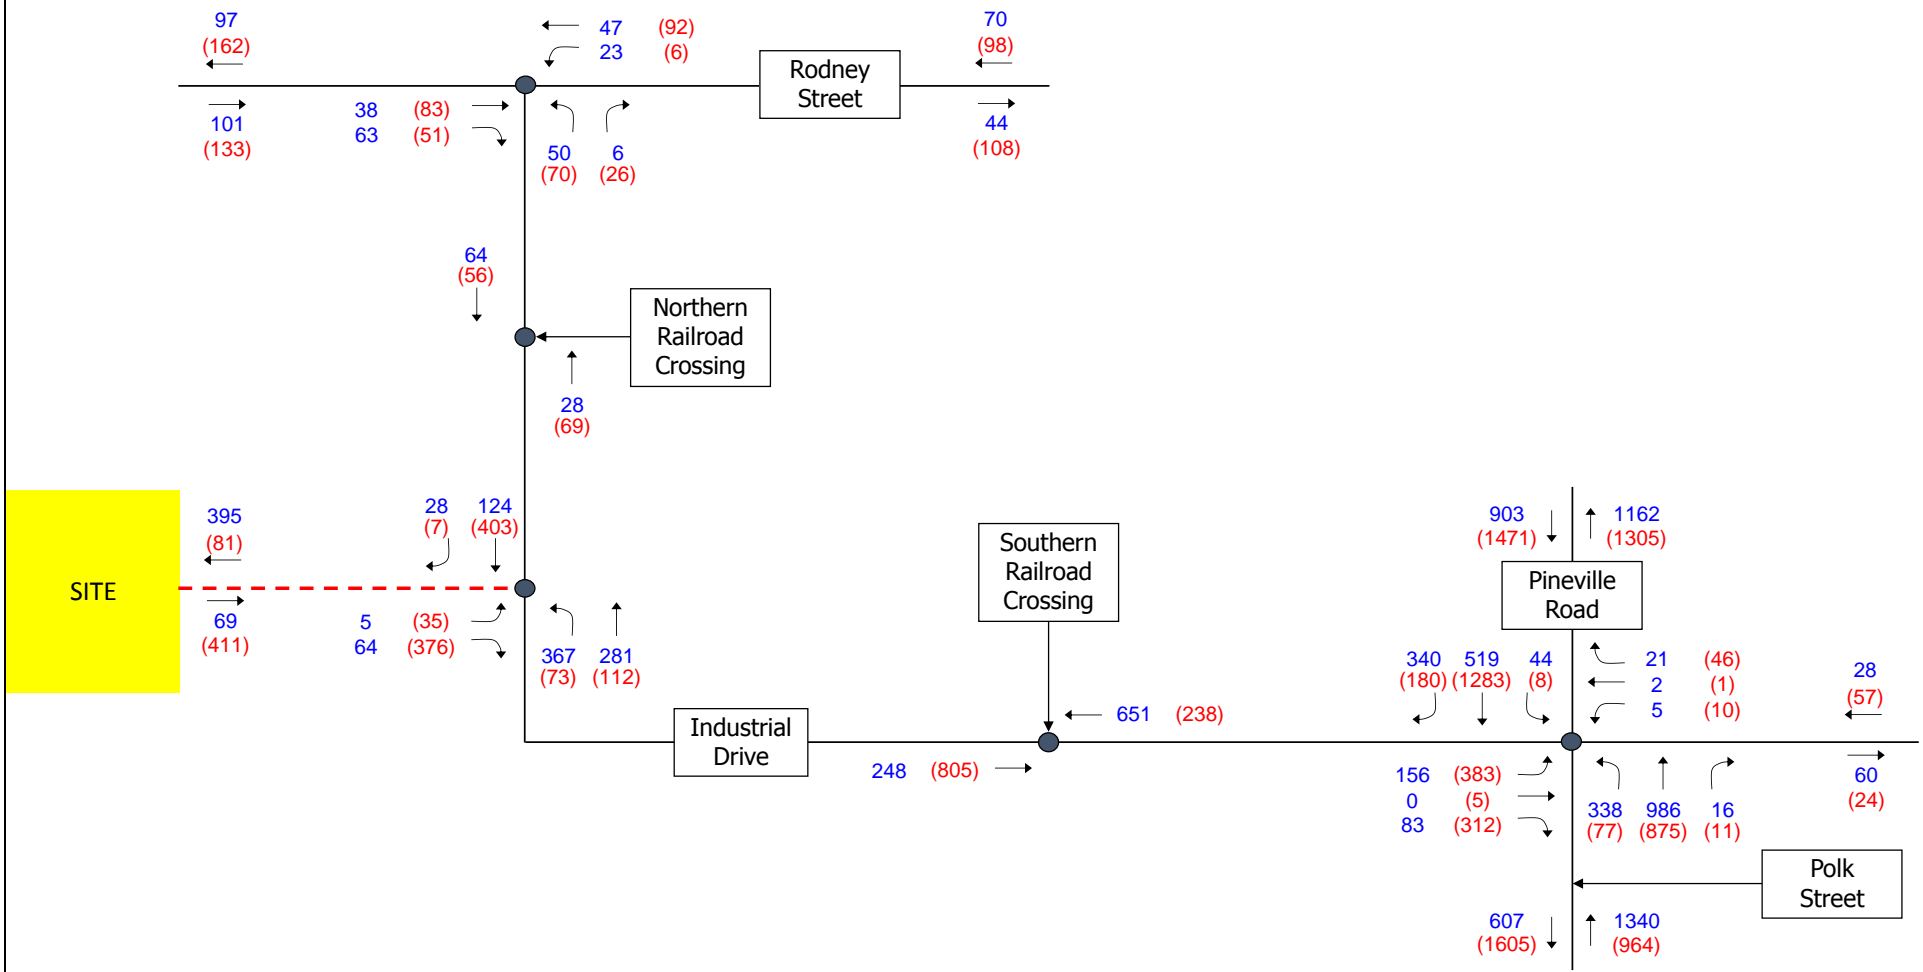 97
(162)
47 (92)
23 (6)
70
(98)
Rodney
Street
101
(133)
38 (83)
63 (51)
50 6
(70) (26)
44
(108)
64
(56)
Northern
Railroad
Crossing
28
(69)
SITE
395
(81)
28 124
(7) (403)
69
(411)
5 (35)
64 (376)
367 281
(73) (112)
Southern
Railroad
Crossing
903 1162
(1471) (1305)
Pineville
Road
Industrial
Drive
651 (238)
248 (805)
340 519 44
(180) (1283) (8)
21 (46)
2 (1)
5 (10)
28
(57)
156 (383)
0 (5)
83 (312)
338 986 16
(77) (875) (11)
60
(24)
Polk
Street
607 1340
(1605) (964)